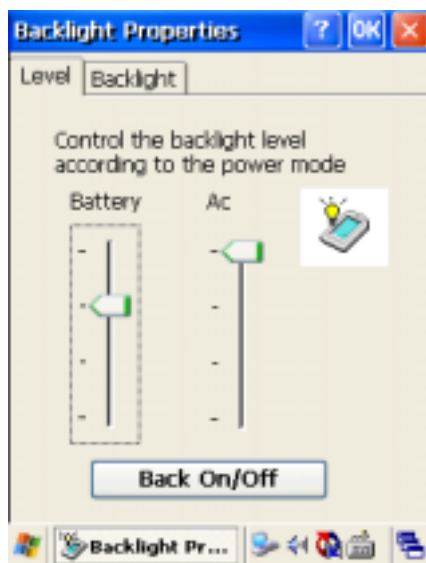 Backlight Properties ? OK ×
Level Backlight
Control the backlight level
according to the power mode
Battery Ac
Back On/Off
Backlight Pr...